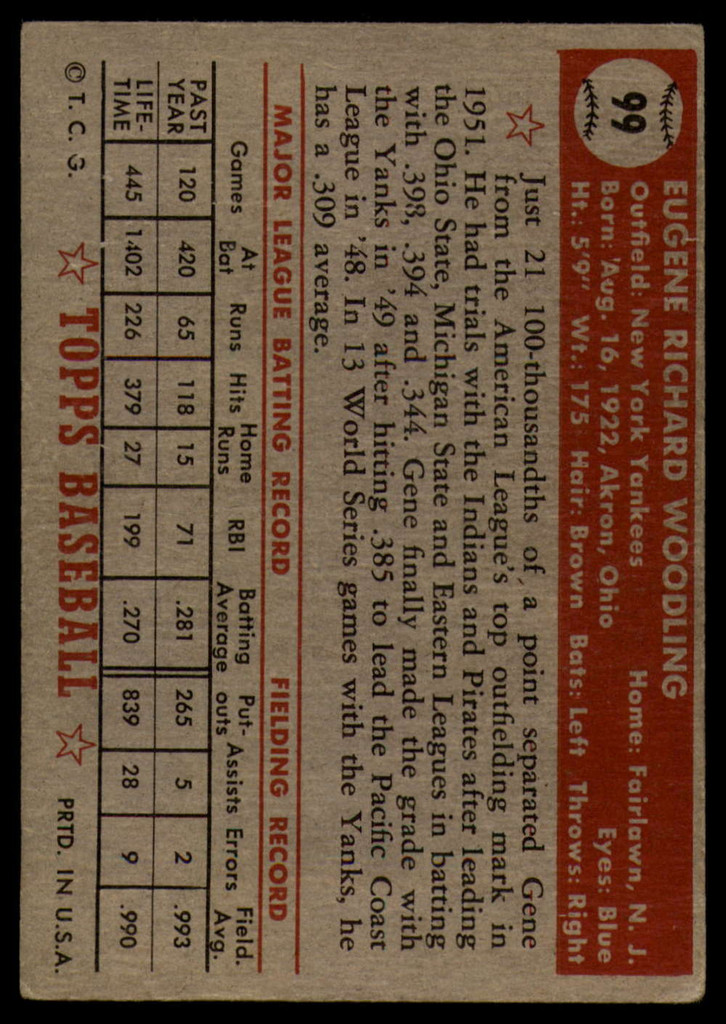 99
EUGENE RICHARD WOODLING
Outfield: New York Yankees Home: Fairlawn, N. J.
Born: Aug. 16, 1922, Akron, Ohio Eyes: Blue
Ht.: 5'9" Wt.: 175 Hair: Brown Bats: Left Throws: Right
Just 21 100-thousandths of a point separated Gene
from the American League's top outfielding mark in
1951. He had trials with the Indians and Pirates after leading
the Ohio State, Michigan State and Eastern Leagues in batting
with .398, .394 and .344. Gene finally made the grade with
the Yanks in '49 after hitting .385 to lead the Pacific Coast
League in '48. In 13 World Series games with the Yanks, he
has a .309 average.
MAJOR LEAGUE BATTING RECORD FIELDING RECORD
Games At Bat Runs Hits Home Runs RBI Batting Average Put-outs Assists Errors Field. Avg.
PAST YEAR 120 420 65 118 15 71 .281 265 5 2 .993
LIFE-TIME 445 1402 226 379 27 199 .270 839 28 9 .990
© T. C. G. TOPPS BASEBALL PRTD. IN U.S.A.